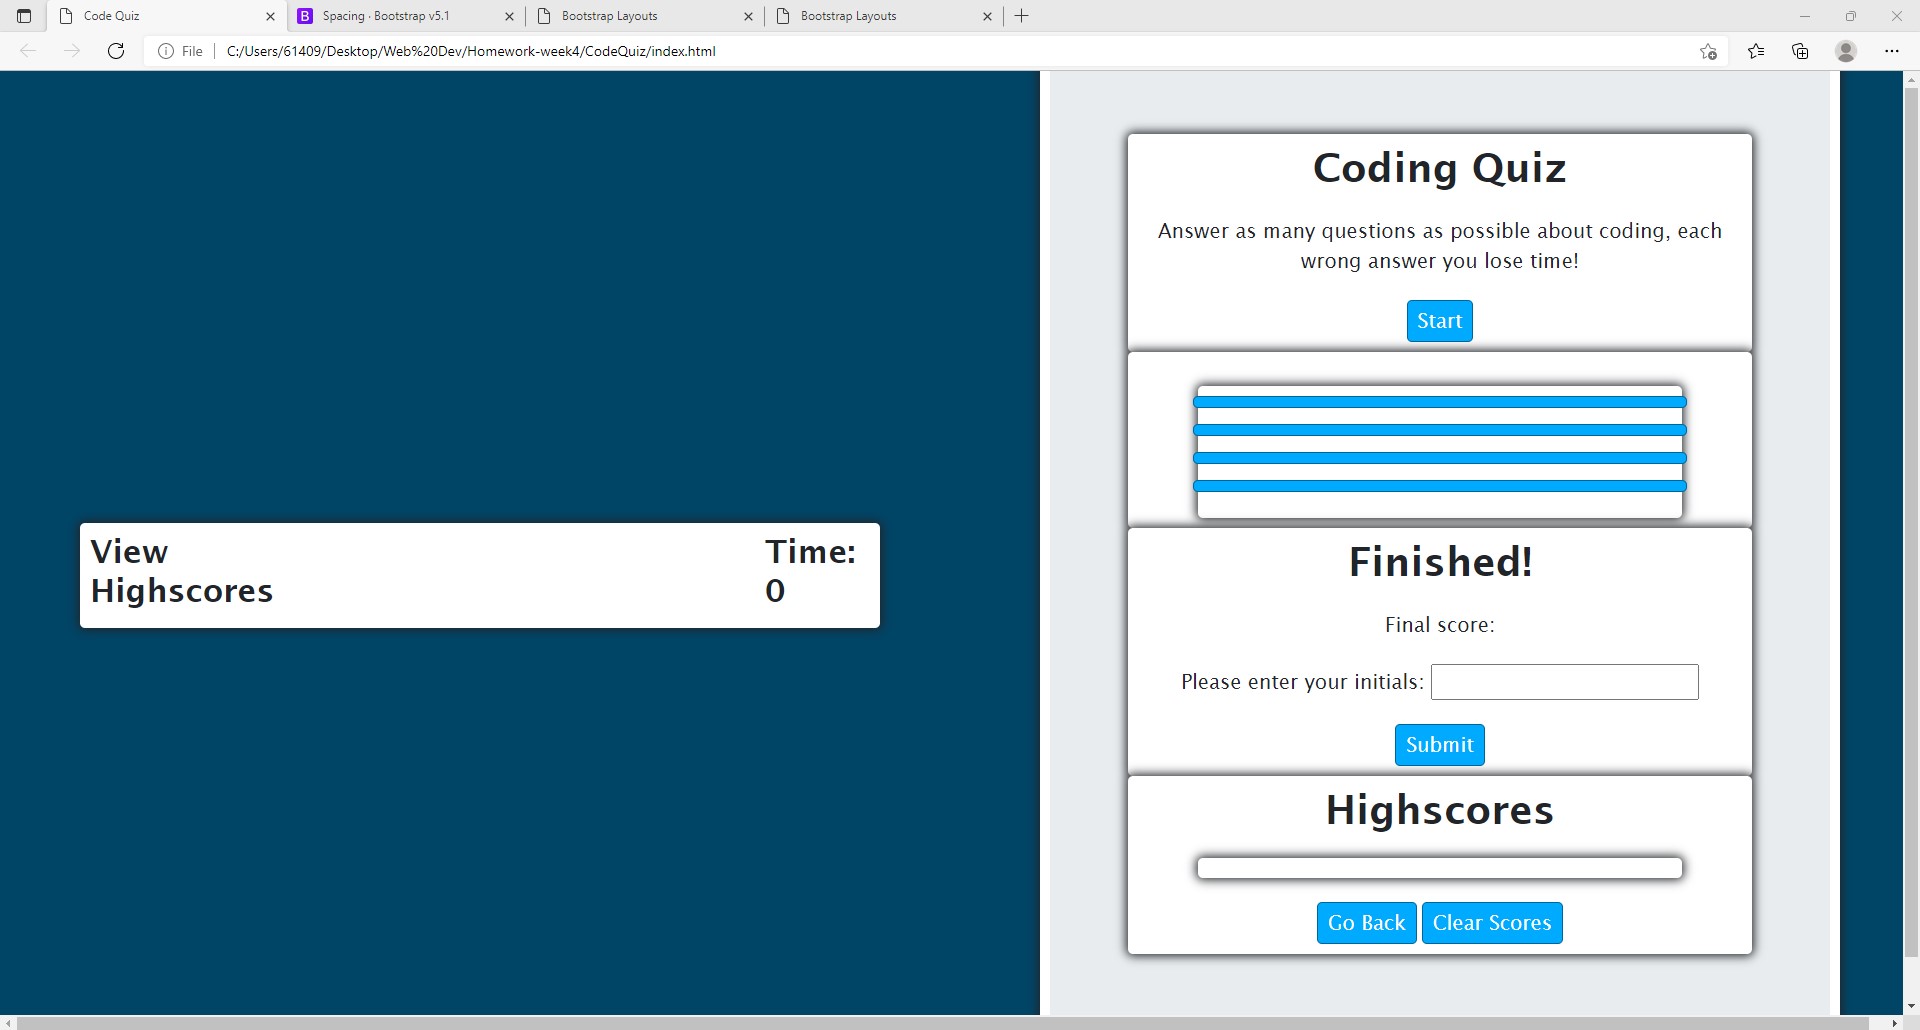 Code Quiz
Spacing · Bootstrap v5.1
Bootstrap Layouts
Bootstrap Layouts
File
C:/Users/61409/Desktop/Web%20Dev/Homework-week4/CodeQuiz/index.html
View
Highscores
Time:
0
Coding Quiz
Answer as many questions as possible about coding, each
wrong answer you lose time!
Start
Finished!
Final score:
Please enter your initials:
Submit
Highscores
Go Back
Clear Scores